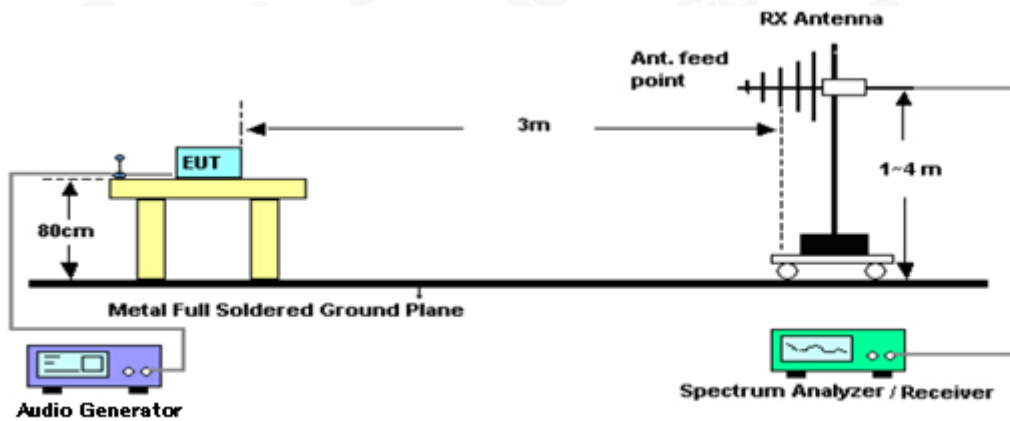 RX Antenna
Ant. feed
point
3m
EUT
1~4 m
80cm
Metal Full Soldered Ground Plane
Audio Generator
Spectrum Analyzer / Receiver